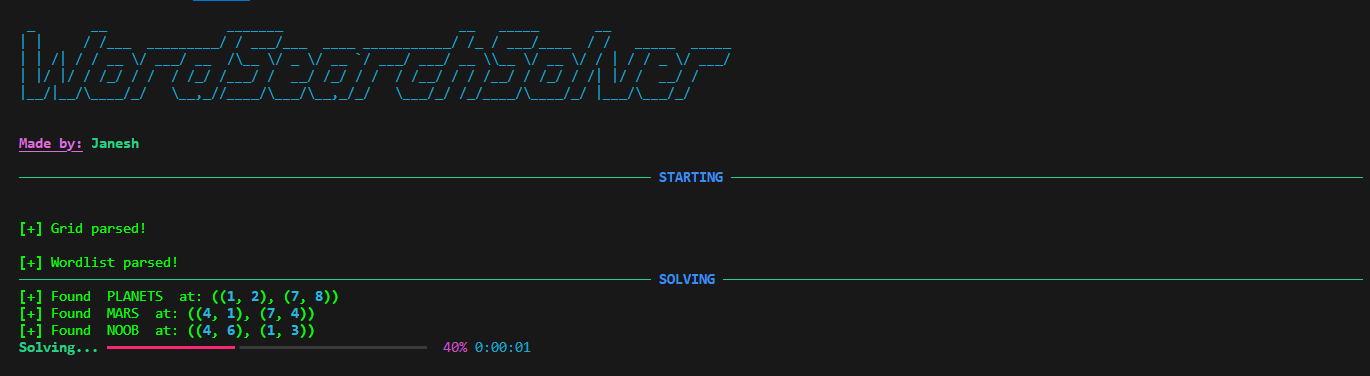 WordSearchSolver
Made by: Janesh
STARTING
[+] Grid parsed!
[+] Wordlist parsed!
SOLVING
[+] Found  PLANETS  at: ((1, 2), (7, 8))
[+] Found  MARS  at: ((4, 1), (7, 4))
[+] Found  NOOB  at: ((4, 6), (1, 3))
Solving... 40% 0:00:01